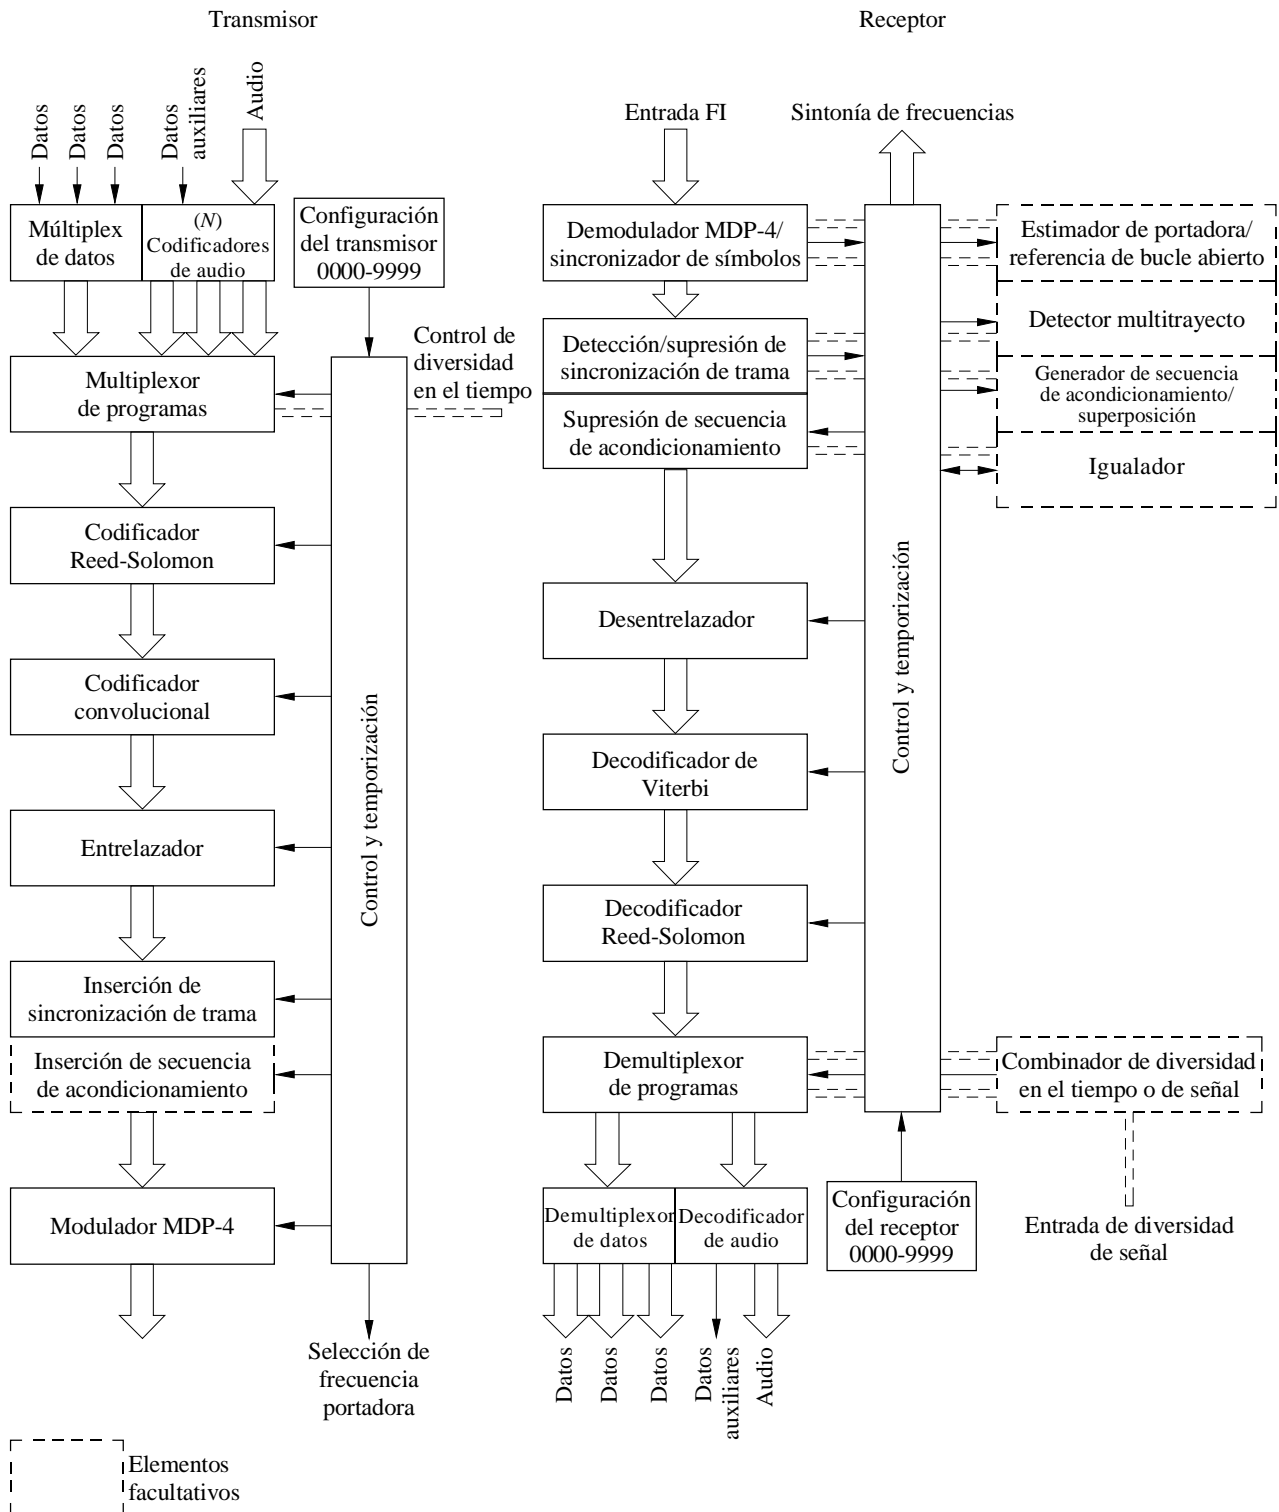 Transmisor
Receptor
Datos
Datos
Datos
Datos
auxiliares
Audio
Múltiplex
de datos
(N)
Codificadores
de audio
Configuración
del transmisor
0000-9999
Control de
diversidad
en el tiempo
Multiplexor
de programas
Codificador
Reed-Solomon
Codificador
convolucional
Entrelazador
Inserción de
sincronización de trama
Inserción de secuencia
de acondicionamiento
Modulador MDP-4
Control y temporización
Selección de
frecuencia
portadora
Elementos
facultativos
Entrada FI
Sintonía de frecuencias
Demodulador MDP-4/
sincronizador de símbolos
Detección/supresión de
sincronización de trama
Supresión de secuencia
de acondicionamiento
Desentrelazador
Decodificador de
Viterbi
Decodificador
Reed-Solomon
Demultiplexor
de programas
Demultiplexor
de datos
Decodificador
de audio
Datos
Datos
Datos
Datos
auxiliares
Audio
Control y temporización
Configuración
del receptor
0000-9999
Estimador de portadora/
referencia de bucle abierto
Detector multitrayecto
Generador de secuencia
de acondicionamiento/
superposición
Igualador
Combinador de diversidad
en el tiempo o de señal
Entrada de diversidad
de señal